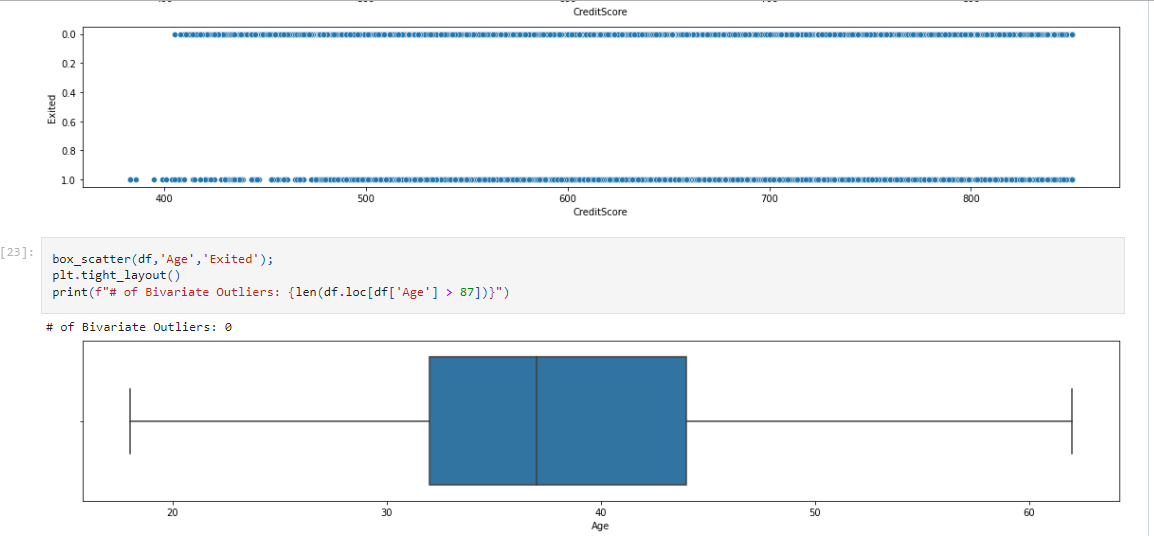 CreditScore
0.0
0.2
0.4
0.6
0.8
1.0
Exited
400 500 600 700 800
CreditScore
[23]:
box_scatter(df,'Age','Exited');
plt.tight_layout()
print(f"# of Bivariate Outliers: {len(df.loc[df['Age'] > 87])}")
# of Bivariate Outliers: 0
20 30 40 50 60
Age